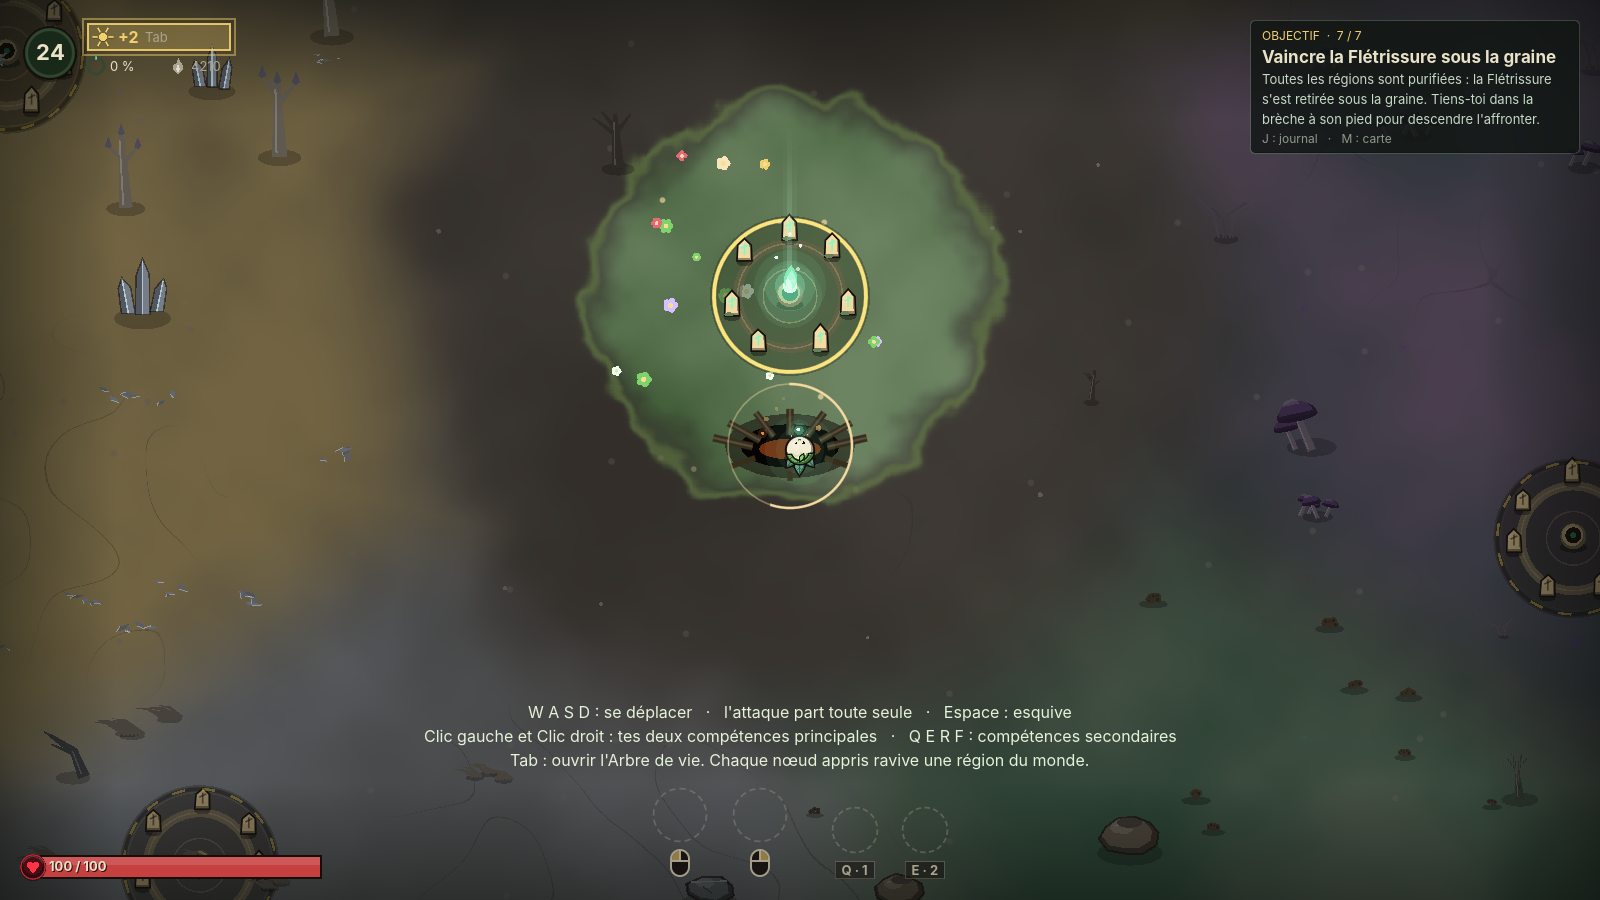 24
+2 Tab
0 %
4210
OBJECTIF · 7 / 7
Vaincre la Flétrissure sous la graine
Toutes les régions sont purifiées : la Flétrissure
s'est retirée sous la graine. Tiens-toi dans la
brèche à son pied pour descendre l'affronter.
J : journal · M : carte
W A S D : se déplacer · l'attaque part toute seule · Espace : esquive
Clic gauche et Clic droit : tes deux compétences principales · Q E R F : compétences secondaires
Tab : ouvrir l'Arbre de vie. Chaque nœud appris ravive une région du monde.
100 / 100
Q · 1
E · 2